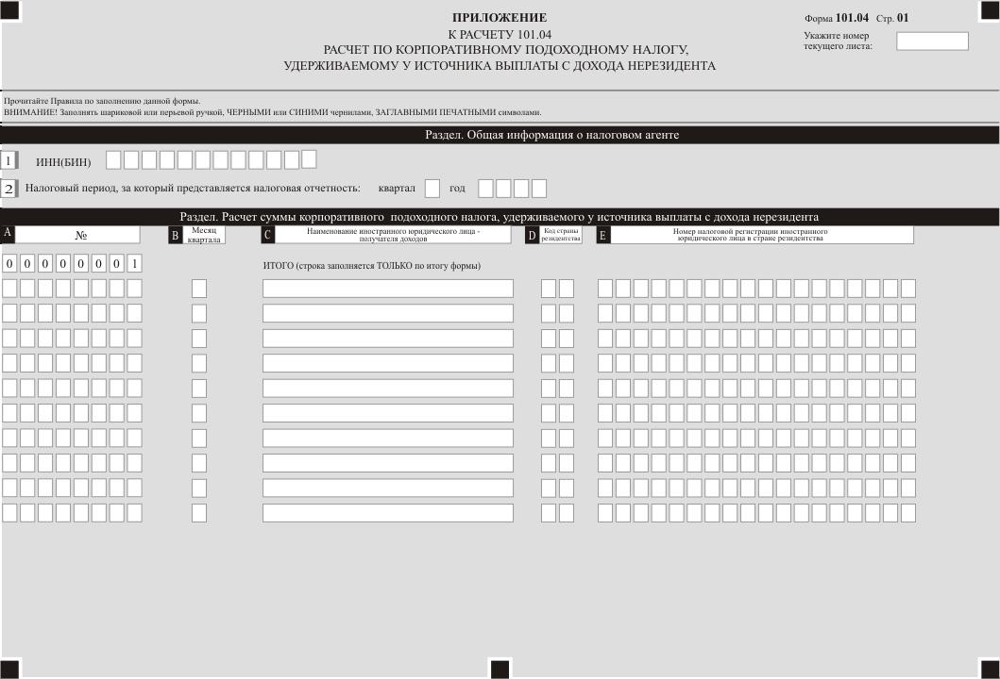 ПРИЛОЖЕНИЕ
К РАСЧЕТУ 101.04
РАСЧЕТ ПО КОРПОРАТИВНОМУ ПОДОХОДНОМУ НАЛОГУ,
УДЕРЖИВАЕМОМУ У ИСТОЧНИКА ВЫПЛАТЫ С ДОХОДА НЕРЕЗИДЕНТА
Форма 101.04 Стр. 01
Укажите номер
текущего листа:
Прочитайте Правила по заполнению данной формы.
ВНИМАНИЕ! Заполнять шариковой или перьевой ручкой, ЧЕРНЫМИ или СИНИМИ чернилами, ЗАГЛАВНЫМИ ПЕЧАТНЫМИ символами.
Раздел. Общая информация о налоговом агенте
1 ИНН(БИН)
2 Налоговый период, за который представляется налоговая отчетность: квартал год
Раздел. Расчет суммы корпоративного подоходного налога, удерживаемого у источника выплаты с дохода нерезидента
A №
B Месяц
квартала
C Наименование иностранного юридического лица -
получателя доходов
D Код страны
резидентства
E Номер налоговой регистрации иностранного
юридического лица в стране резидентства
0 0 0 0 0 0 0 1 ИТОГО (строка заполняется ТОЛЬКО по итогу формы)